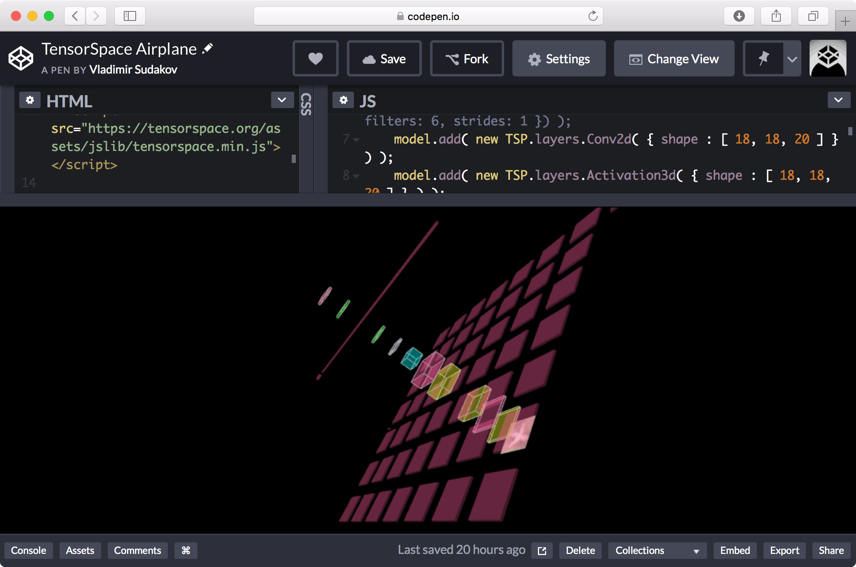 codepen.io
TensorSpace Airplane
A PEN BY Vladimir Sudakov
Save
Fork
Settings
Change View
HTML
src="https://tensorspace.org/as
sets/jslib/tensorspace.min.js">
</script>
14
CSS
JS
filters: 6, strides: 1 }) );
7 model.add( new TSP.layers.Conv2d( { shape : [ 18, 18, 20 ] }
) );
8 model.add( new TSP.layers.Activation3d( { shape : [ 18, 18,
20 ] } ) );
Console
Assets
Comments
⌘
Last saved 20 hours ago
Delete
Collections
Embed
Export
Share